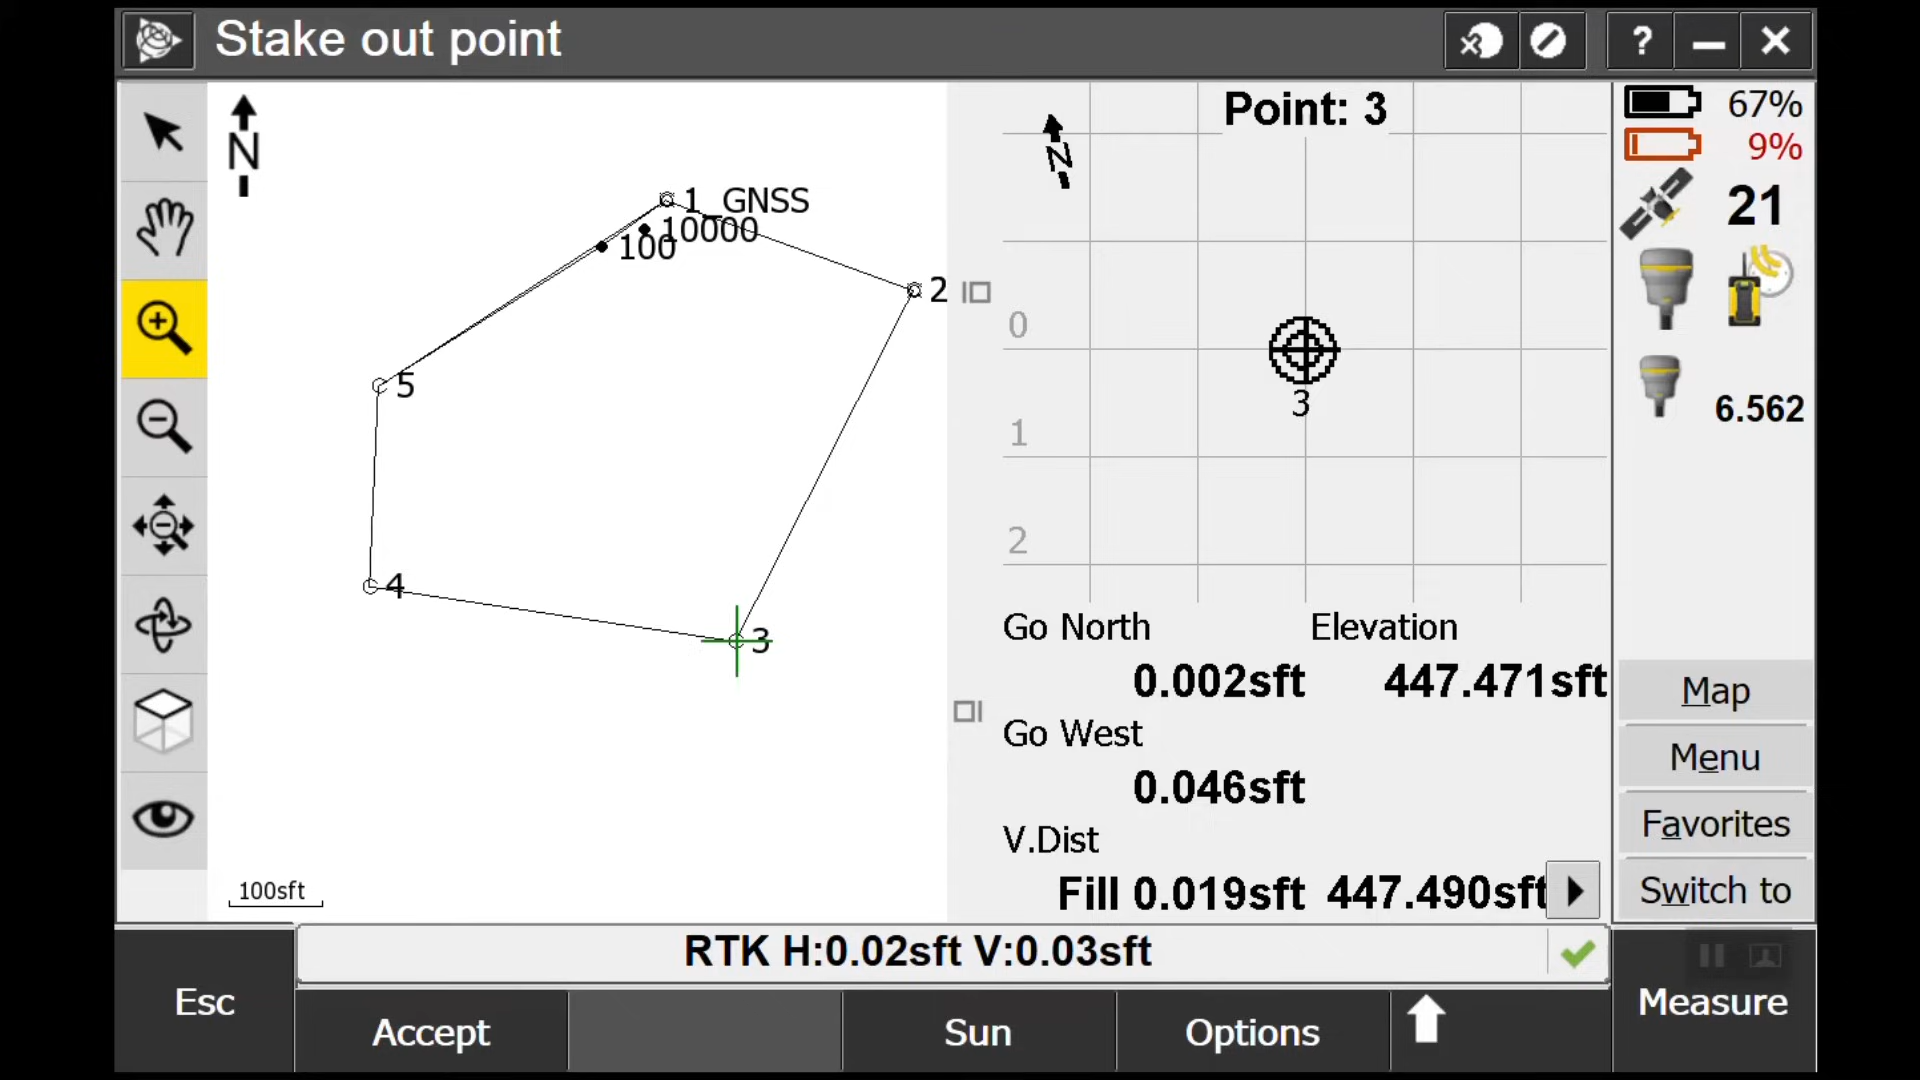 Stake out point
?
N
1_GNSS
10000
100
2
5
4
3
100sft
Point: 3
N
0
1
2
3
Go North
0.002sft
Elevation
447.471sft
Go West
0.046sft
V.Dist
Fill 0.019sft
447.490sft
67%
9%
21
6.562
Map
Menu
Favorites
Switch to
RTK H:0.02sft V:0.03sft
Esc
Accept
Sun
Options
Measure